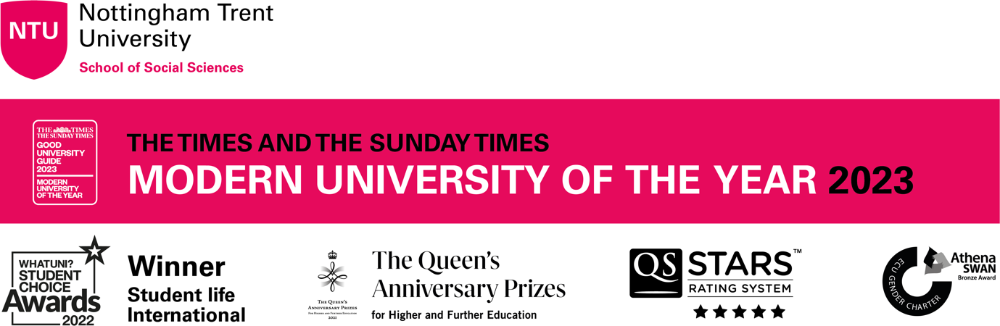 NTU
Nottingham Trent
University
School of Social Sciences
THE TIMES
THE SUNDAY TIMES
GOOD
UNIVERSITY
GUIDE
2023
MODERN
UNIVERSITY
OF THE YEAR
THE TIMES AND THE SUNDAY TIMES
MODERN UNIVERSITY OF THE YEAR 2023
WHATUNI?
STUDENT
CHOICE
Awards
2022
Winner
Student life
International
THE QUEEN'S
ANNIVERSARY PRIZES
FOR HIGHER AND FURTHER EDUCATION
2021
The Queen's
Anniversary Prizes
for Higher and Further Education
QS STARS™
RATING SYSTEM
ECU GENDER CHARTER
Athena
SWAN
Bronze Award